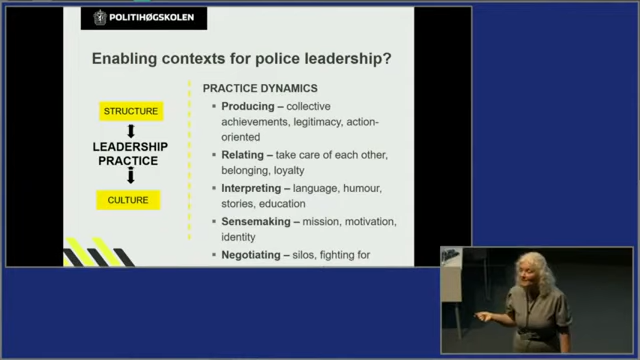 POLITIHØGSKOLEN
Enabling contexts for police leadership?
STRUCTURE
LEADERSHIP
PRACTICE
CULTURE
PRACTICE DYNAMICS
▪ Producing – collective
achievements, legitimacy, action-
oriented
▪ Relating – take care of each other,
belonging, loyalty
▪ Interpreting – language, humour,
stories, education
▪ Sensemaking – mission, motivation,
identity
▪ Negotiating – silos, fighting for